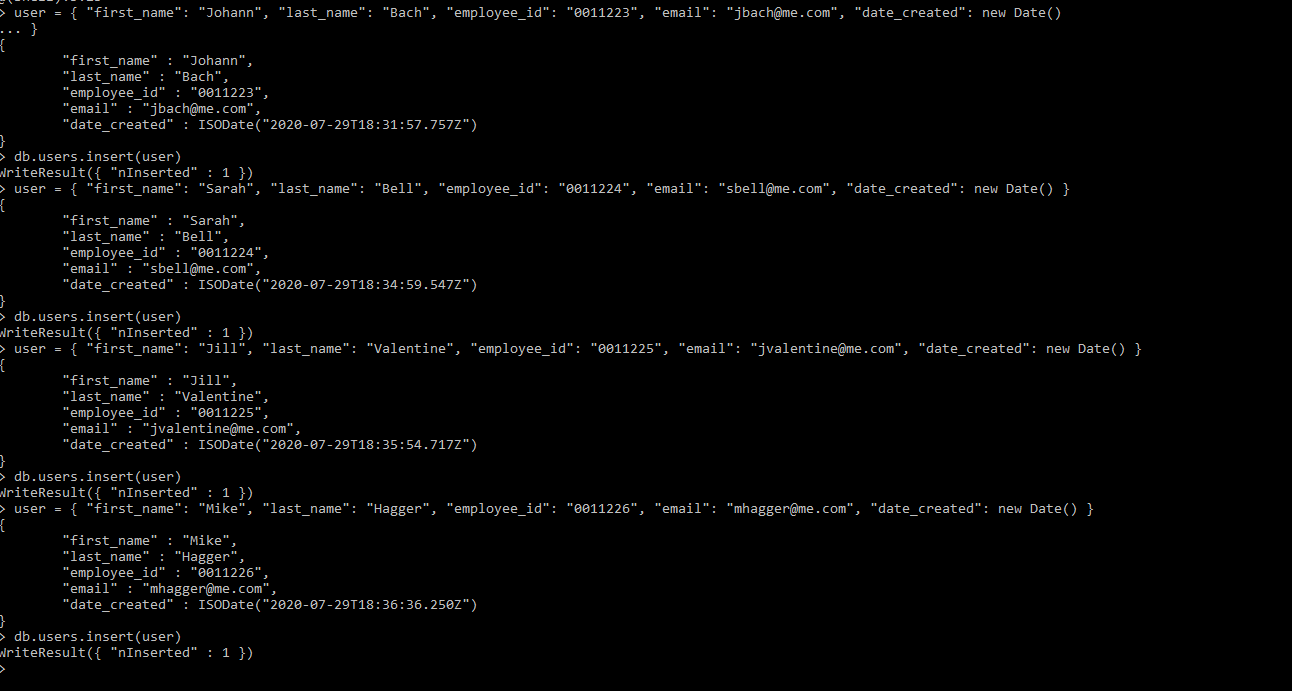 > user = { "first_name": "Johann", "last_name": "Bach", "employee_id": "0011223", "email": "jbach@me.com", "date_created": new Date()
... }
{
        "first_name" : "Johann",
        "last_name" : "Bach",
        "employee_id" : "0011223",
        "email" : "jbach@me.com",
        "date_created" : ISODate("2020-07-29T18:31:57.757Z")
}
> db.users.insert(user)
WriteResult({ "nInserted" : 1 })
> user = { "first_name": "Sarah", "last_name": "Bell", "employee_id": "0011224", "email": "sbell@me.com", "date_created": new Date() }
{
        "first_name" : "Sarah",
        "last_name" : "Bell",
        "employee_id" : "0011224",
        "email" : "sbell@me.com",
        "date_created" : ISODate("2020-07-29T18:34:59.547Z")
}
> db.users.insert(user)
WriteResult({ "nInserted" : 1 })
> user = { "first_name": "Jill", "last_name": "Valentine", "employee_id": "0011225", "email": "jvalentine@me.com", "date_created": new Date() }
{
        "first_name" : "Jill",
        "last_name" : "Valentine",
        "employee_id" : "0011225",
        "email" : "jvalentine@me.com",
        "date_created" : ISODate("2020-07-29T18:35:54.717Z")
}
> db.users.insert(user)
WriteResult({ "nInserted" : 1 })
> user = { "first_name": "Mike", "last_name": "Hagger", "employee_id": "0011226", "email": "mhagger@me.com", "date_created": new Date() }
{
        "first_name" : "Mike",
        "last_name" : "Hagger",
        "employee_id" : "0011226",
        "email" : "mhagger@me.com",
        "date_created" : ISODate("2020-07-29T18:36:36.250Z")
}
> db.users.insert(user)
WriteResult({ "nInserted" : 1 })
>